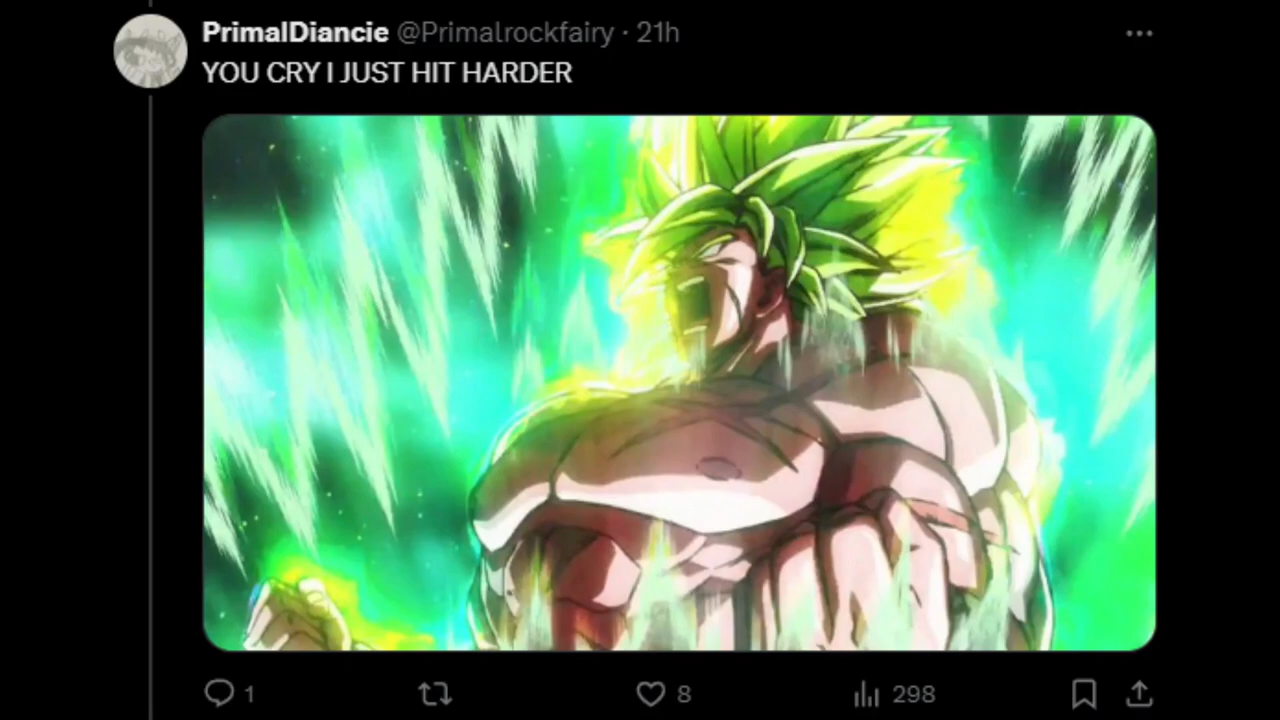 PrimalDiancie @Primalrockfairy · 21h
YOU CRY I JUST HIT HARDER
1 8 298